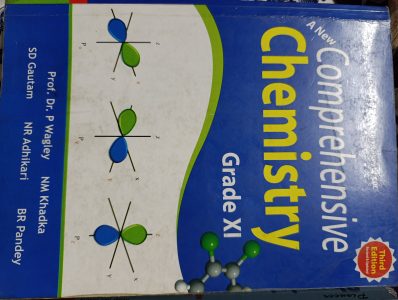 A New
Comprehensive
Chemistry
Grade XI
Third
Edition
Prof. Dr. P Wagley NM Khadka
SD Gautam NR Adhikari BR Pandey